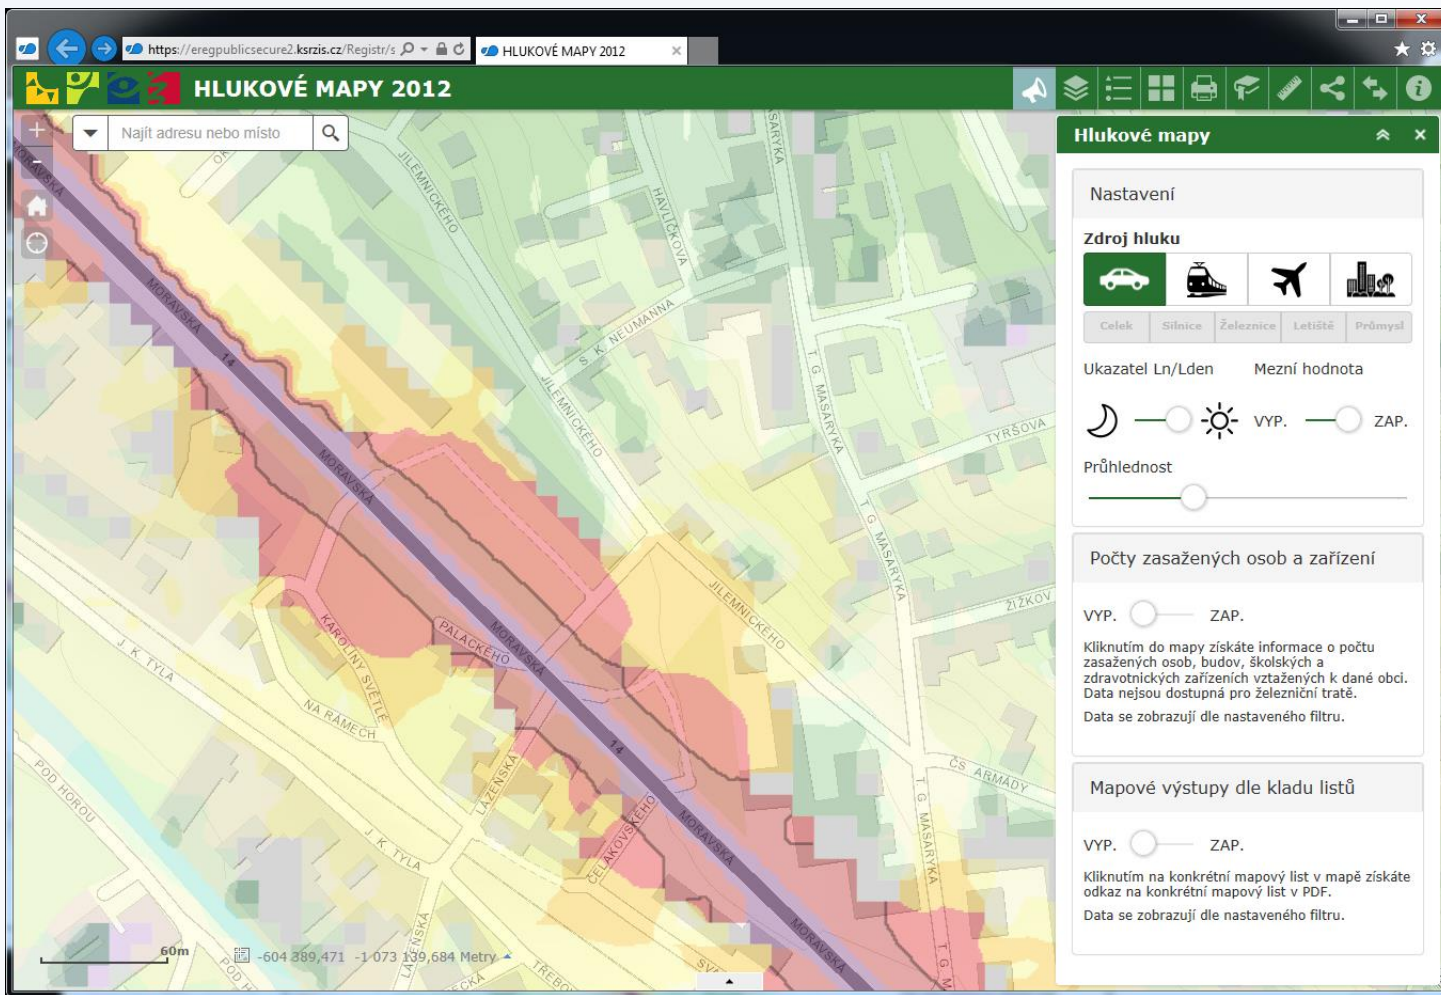 https://eregpublicsecure2.ksrzis.cz/Registr/s
HLUKOVÉ MAPY 2012
HLUKOVÉ MAPY 2012
Najít adresu nebo místo
Hlukové mapy
Nastavení
Zdroj hluku
Celek Silnice Železnice Letiště Průmysl
Ukazatel Ln/Lden Mezní hodnota
VYP. ZAP.
Průhlednost
Počty zasažených osob a zařízení
VYP. ZAP.
Kliknutím do mapy získáte informace o počtu
zasažených osob, budov, školských a
zdravotnických zařízeních vztažených k dané obci.
Data nejsou dostupná pro železniční tratě.
Data se zobrazují dle nastaveného filtru.
Mapové výstupy dle kladu listů
VYP. ZAP.
Kliknutím na konkrétní mapový list v mapě získáte
odkaz na konkrétní mapový list v PDF.
Data se zobrazují dle nastaveného filtru.
MORAVSKÁ
JILEMNICKÉHO
MASARYKA
HAVLÍČKOVA
MORAVSKÁ
14
S K NEUMANNA
JILEMNICKÉHO
T G MASARYKA
TYRŠOVA
MORAVSKÁ
T G MASARYKA
JILEMNICKÉHO
ŽIŽKOV
KAROLÍNY SVĚTLÉ
PALACKÉHO
MORAVSKÁ
J K TYLA
NA RÁMECH
14
LÁZEŇSKÁ
ČS ARMÁDY
POD HOROU
J K TYLA
ČELAKOVSKÉHO
MORAVSKÁ
T G MASARYKA
LÁZEŇSKÁ
MORAVSKÁ
60m
-604 389,471 -1 073 139,684 Metry